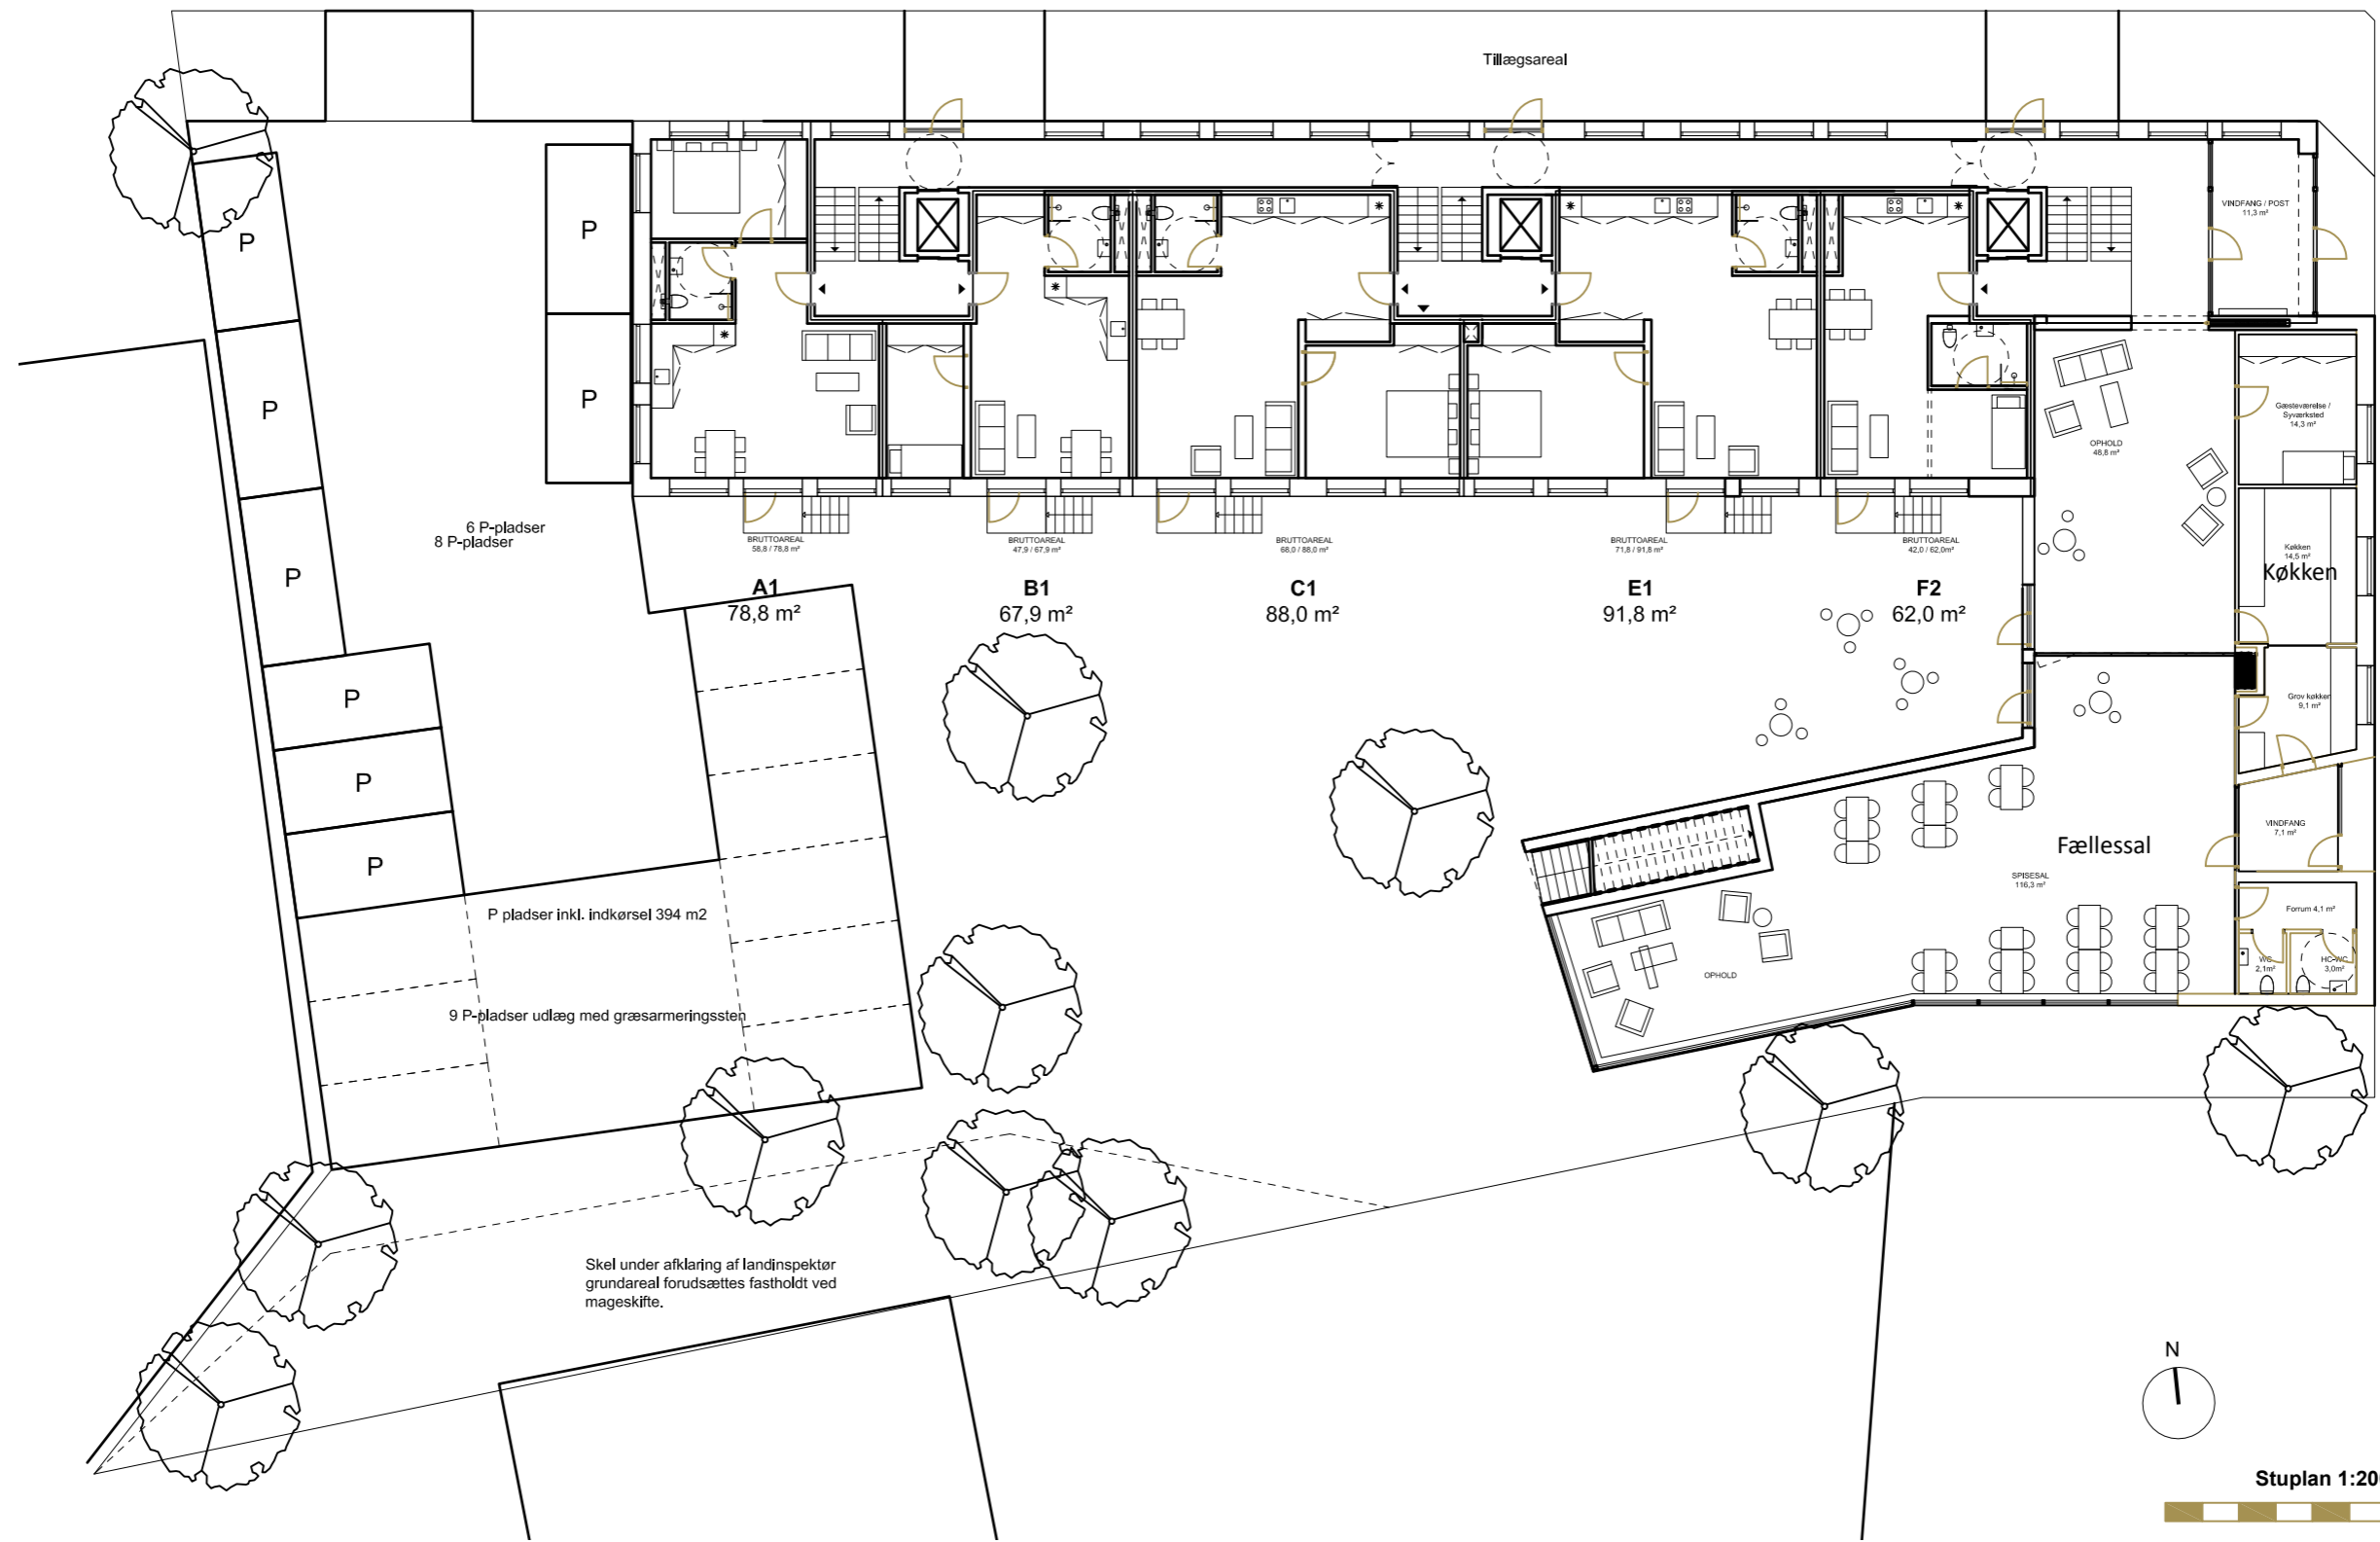 Tillægsareal
VINDFANG / POST
11,3 m²
P
P
P
P
P
P
P
P
6 P-pladser
8 P-pladser
BRUTTOAREAL
58,8 / 78,8 m²
A1
78,8 m²
BRUTTOAREAL
47,9 / 67,9 m²
B1
67,9 m²
BRUTTOAREAL
68,0 / 88,0 m²
C1
88,0 m²
BRUTTOAREAL
71,8 / 91,8 m²
E1
91,8 m²
BRUTTOAREAL
42,0 / 62,0m²
F2
62,0 m²
OPHOLD
48,8 m²
Gæsteværelse /
Syværksted
14,3 m²
Køkken
14,5 m²
Køkken
Grov køkken
9,1 m²
VINDFANG
7,1 m²
Fællessal
SPISESAL
116,3 m²
Forrum 4,1 m²
WC
2,1m²
HC-WC
3,0m²
OPHOLD
P pladser inkl. indkørsel 394 m2
9 P-pladser udlæg med græsarmeringssten
Skel under afklaring af landinspektør
grundareal forudsættes fastholdt ved
mageskifte.
N
Stuplan 1:20